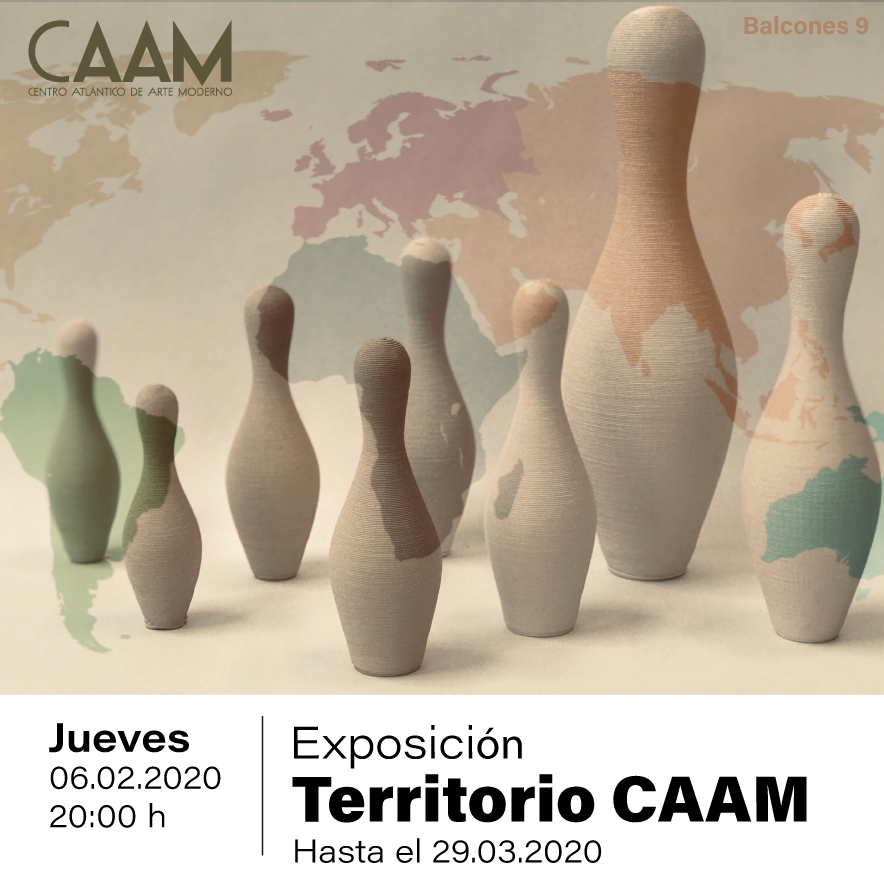 CAAM
CENTRO ATLÁNTICO DE ARTE MODERNO
Balcones 9
Jueves
06.02.2020
20:00 h
Exposición
Territorio CAAM
Hasta el 29.03.2020